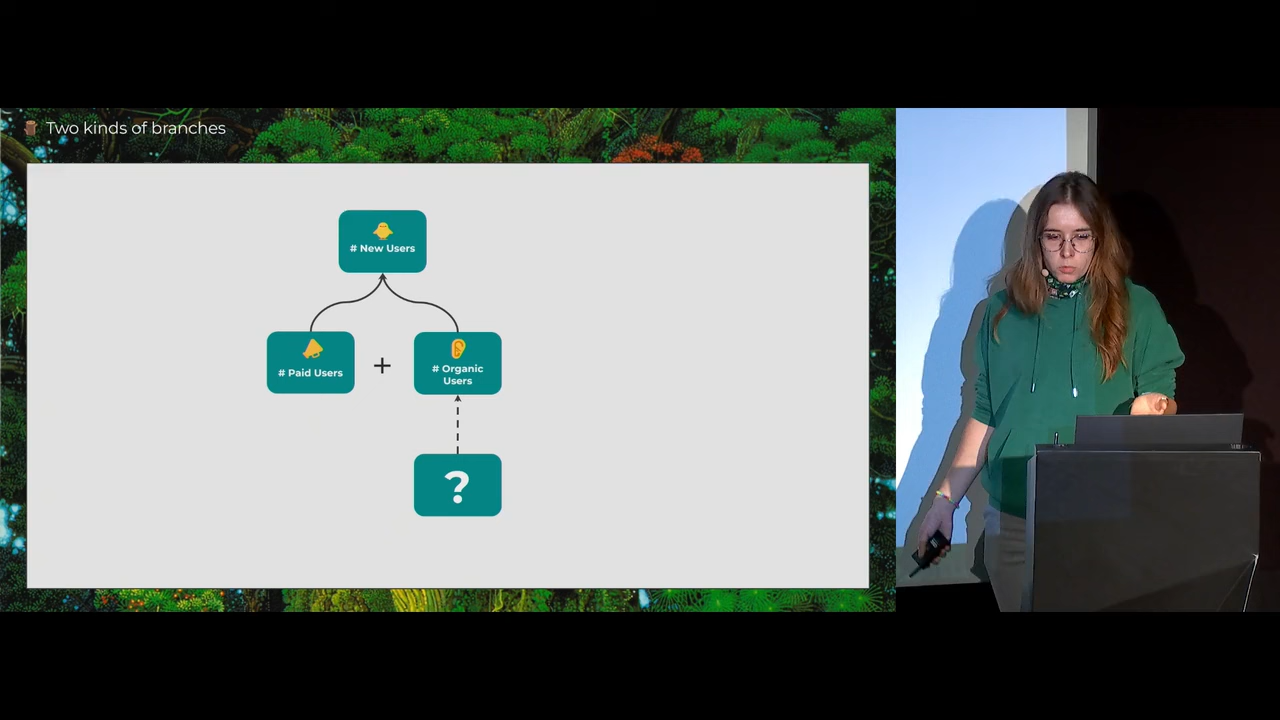 Two kinds of branches
# New Users
# Paid Users
+
# Organic
Users
?